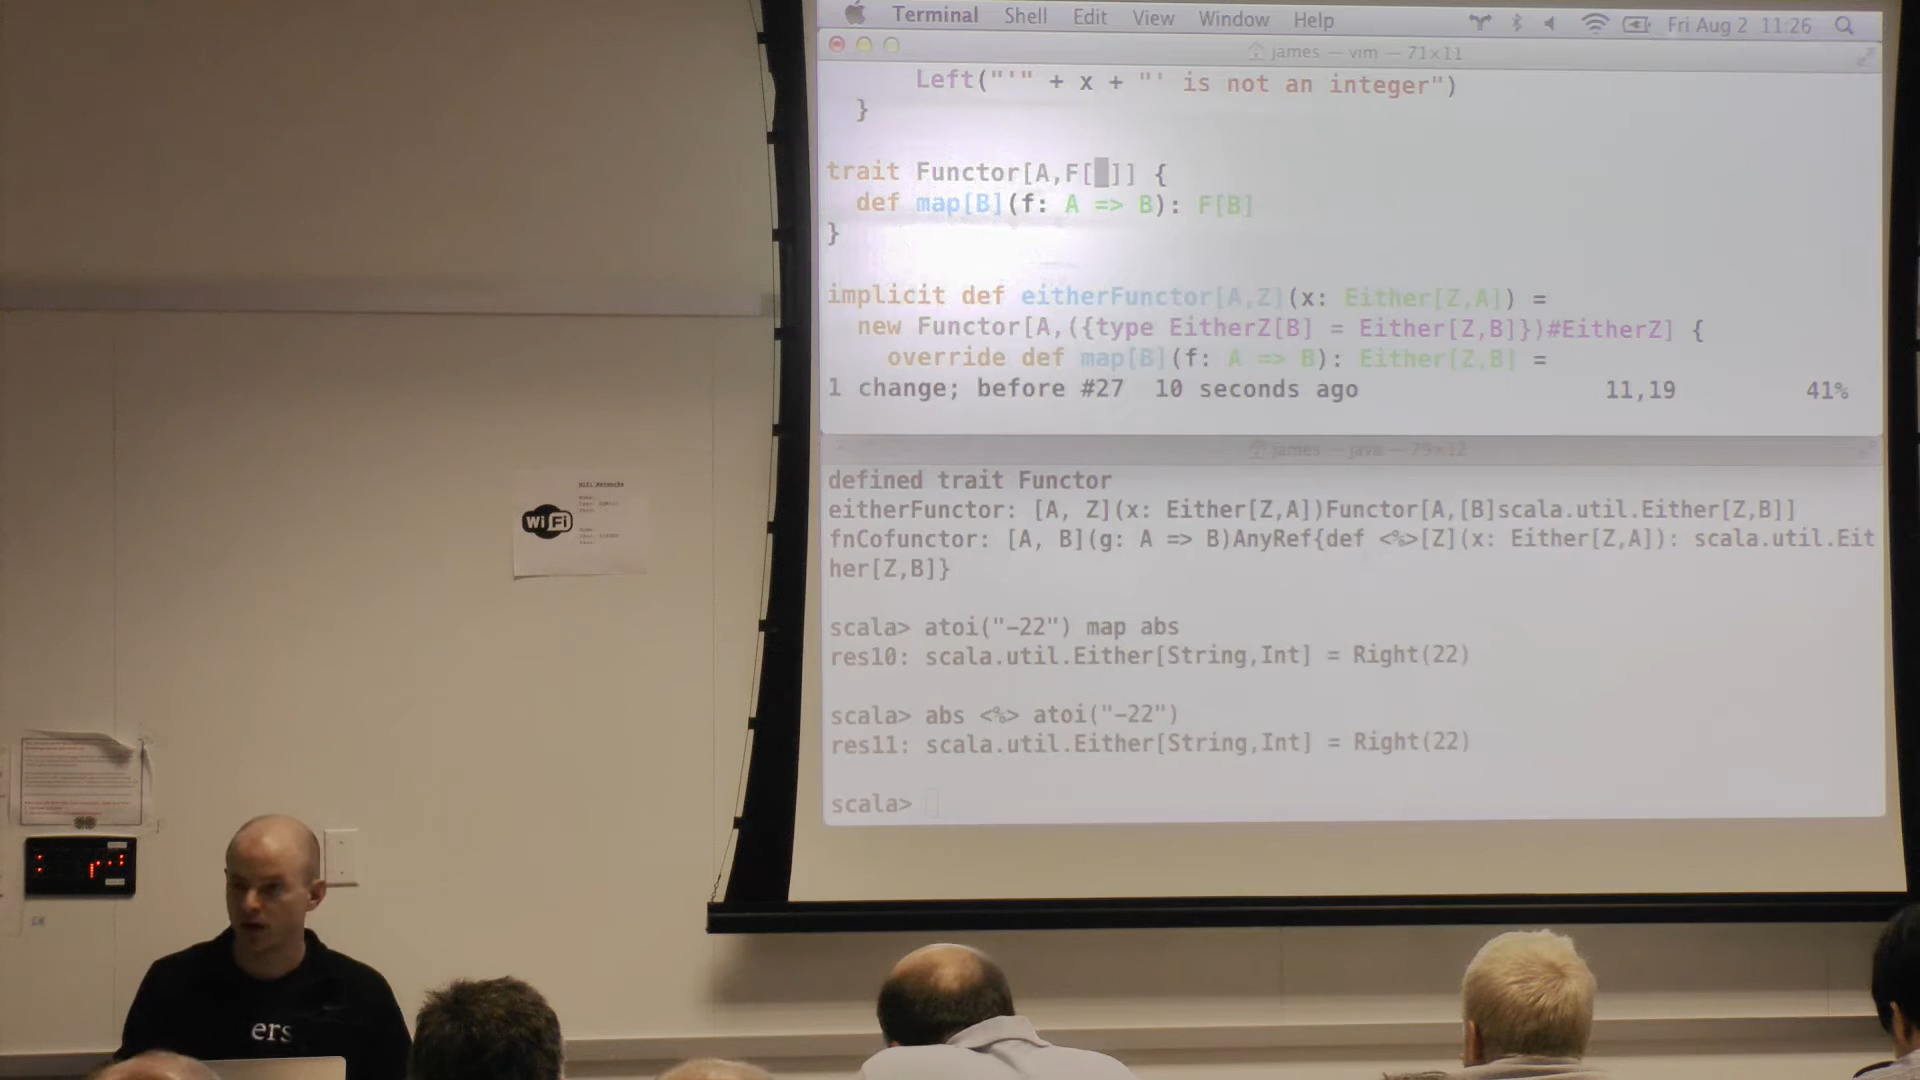 Terminal Shell Edit View Window Help Fri Aug 2 11:26
james — vim — 71×11
Left("'" + x + "' is not an integer")
}
trait Functor[A,F[ ]] {
def map[B](f: A => B): F[B]
}
implicit def eitherFunctor[A,Z](x: Either[Z,A]) =
new Functor[A,({type EitherZ[B] = Either[Z,B]})#EitherZ] {
override def map[B](f: A => B): Either[Z,B] =
1 change; before #27 10 seconds ago 11,19 41%
james — java — 79×12
defined trait Functor
eitherFunctor: [A, Z](x: Either[Z,A])Functor[A,[B]scala.util.Either[Z,B]]
fnCofunctor: [A, B](g: A => B)AnyRef{def <%>[Z](x: Either[Z,A]): scala.util.Eit
her[Z,B]}
scala> atoi("-22") map abs
res10: scala.util.Either[String,Int] = Right(22)
scala> abs <%> atoi("-22")
res11: scala.util.Either[String,Int] = Right(22)
scala>
WiFi
ers